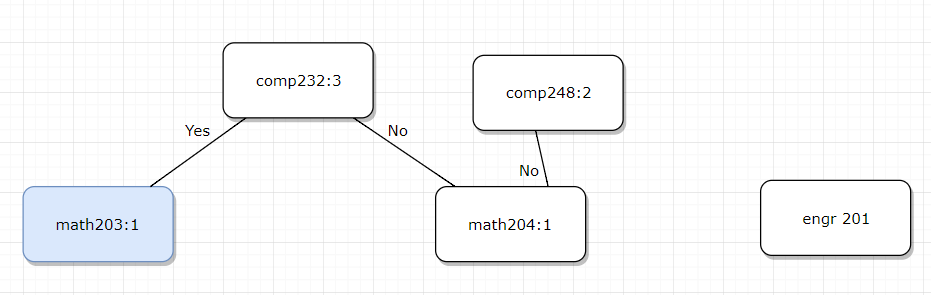 comp232:3
comp248:2
Yes
No
No
math203:1
math204:1
engr 201